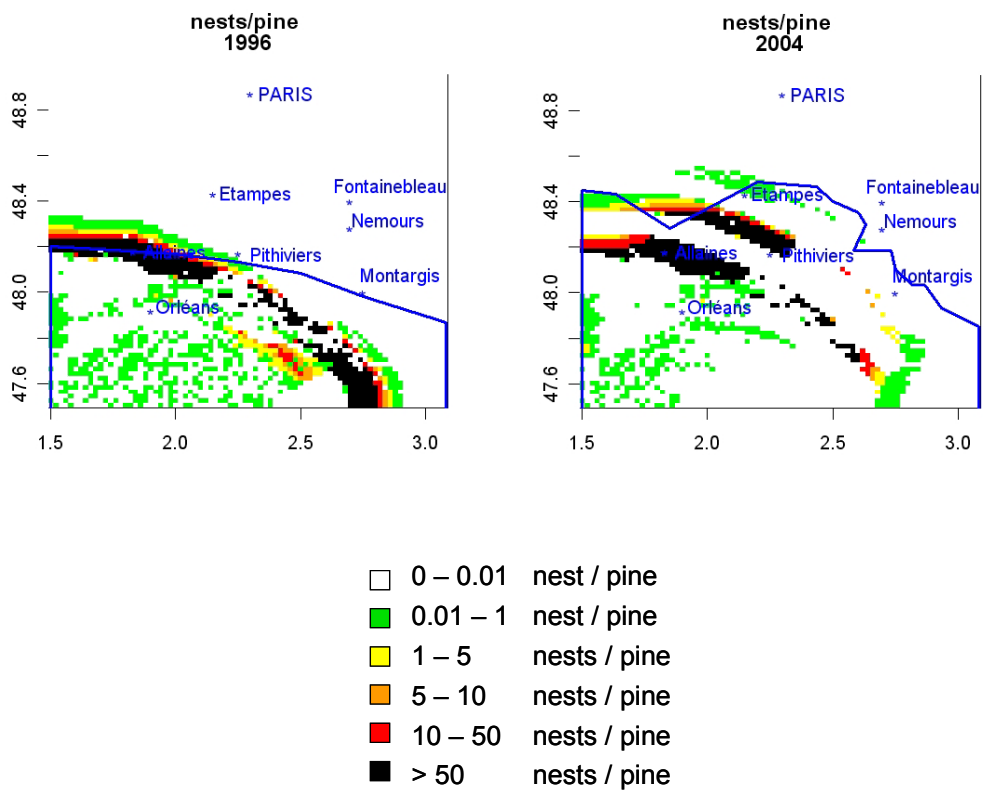 nests/pine
1996
48.8
48.4
48.0
47.6
* PARIS
* Etampes
Fontainebleau
*
* Nemours
Allaines
* Pithiviers
Montargis
*
* Orléans
1.5 2.0 2.5 3.0
nests/pine
2004
48.8
48.4
48.0
47.6
* PARIS
* Etampes
Fontainebleau
*
* Nemours
* Allaines
* Pithiviers
Montargis
*
* Orléans
1.5 2.0 2.5 3.0
0 – 0.01 nest / pine
0.01 – 1 nest / pine
1 – 5 nests / pine
5 – 10 nests / pine
10 – 50 nests / pine
> 50 nests / pine